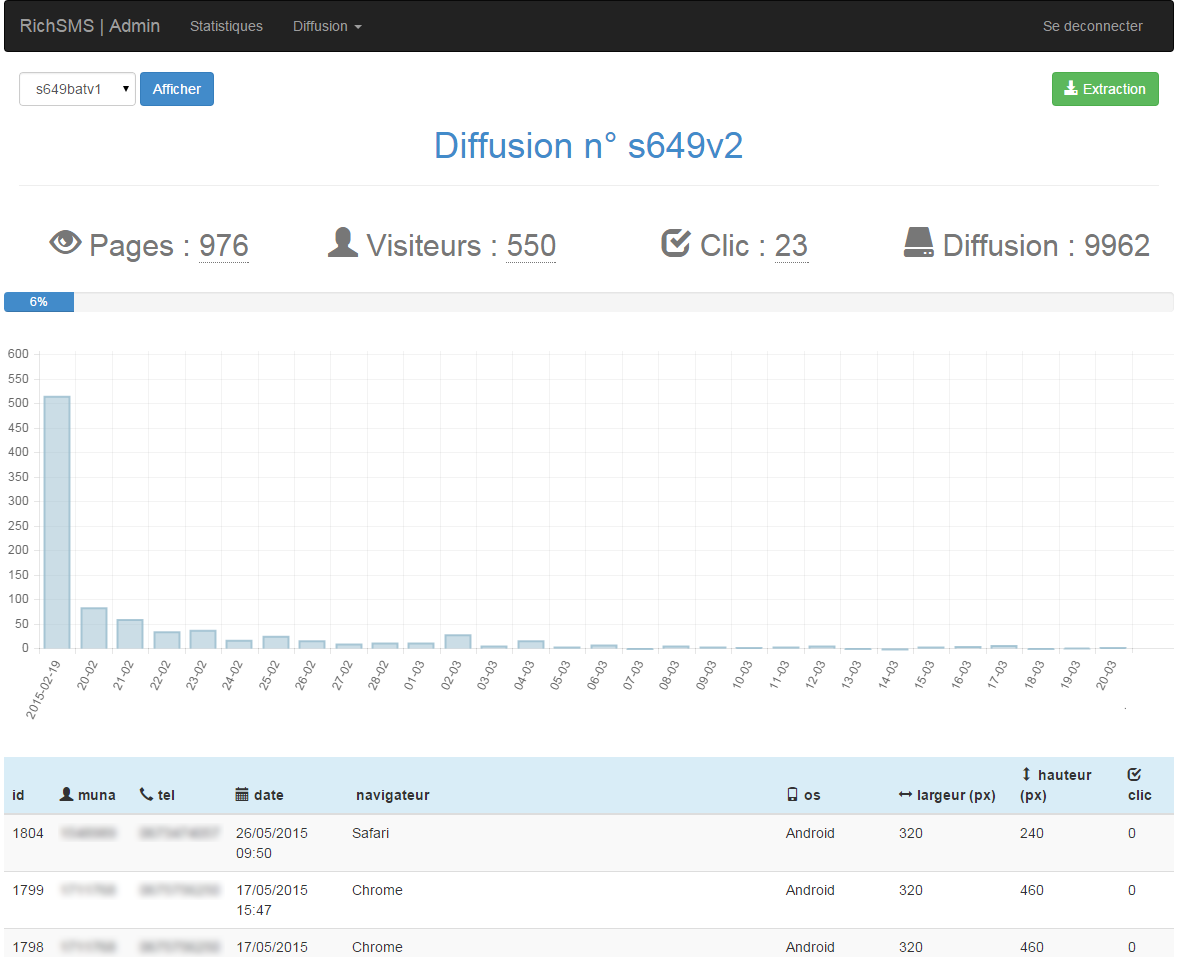 RichSMS | Admin Statistiques Diffusion Se deconnecter
s649batv1 Afficher Extraction
Diffusion n° s649v2
Pages : 976 Visiteurs : 550 Clic : 23 Diffusion : 9962
6%
600
550
500
450
400
350
300
250
200
150
100
50
0
2015-02-19 20-02 21-02 22-02 23-02 24-02 25-02 26-02 27-02 28-02 01-03 02-03 03-03 04-03 05-03 06-03 07-03 08-03 09-03 10-03 11-03 12-03 13-03 14-03 15-03 16-03 17-03 18-03 19-03 20-03
id muna tel date navigateur os largeur (px) hauteur (px) clic
1804 26/05/2015 Safari Android 320 240 0
09:50
1799 17/05/2015 Chrome Android 320 460 0
15:47
1798 17/05/2015 Chrome Android 320 460 0